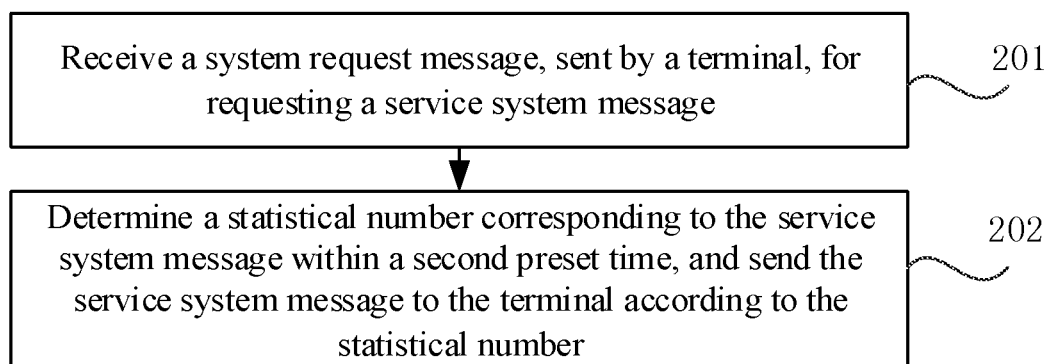 Receive a system request message, sent by a terminal, for
requesting a service system message
201
Determine a statistical number corresponding to the service
system message within a second preset time, and send the
service system message to the terminal according to the
statistical number
202